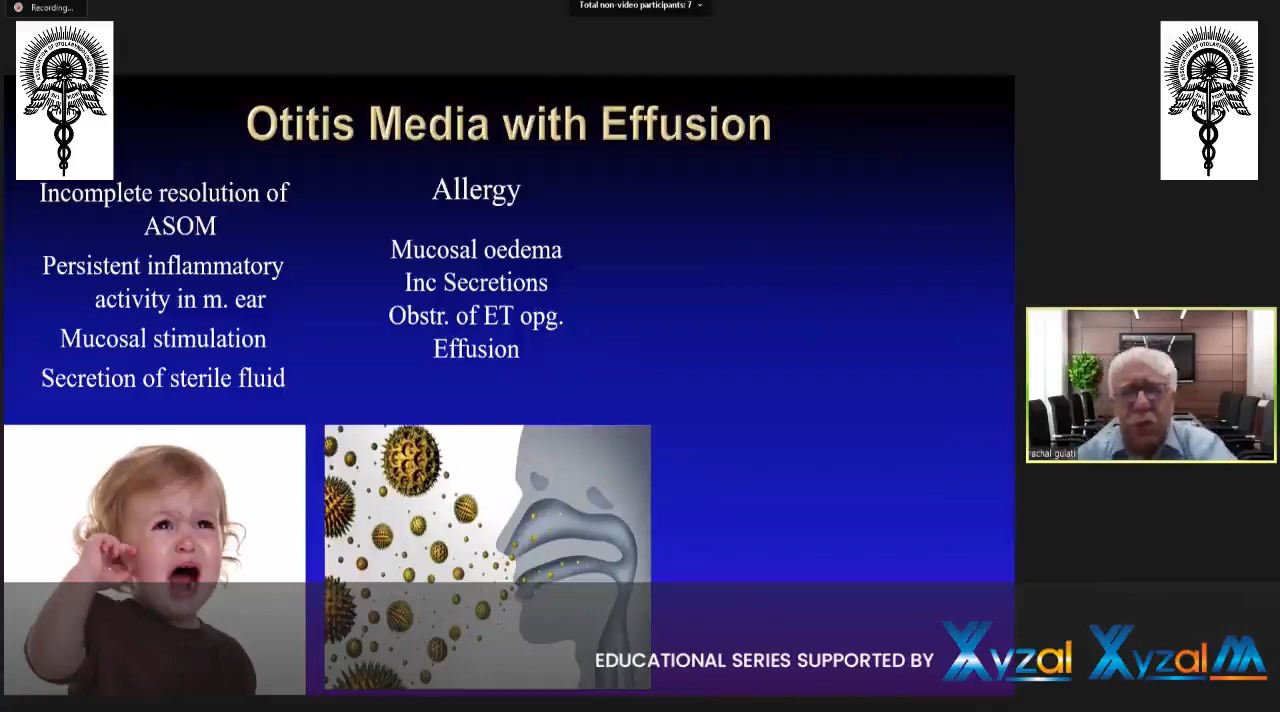 Recording...
Total non-video participants: 7
Otitis Media with Effusion
Incomplete resolution of
ASOM
Persistent inflammatory
activity in m. ear
Mucosal stimulation
Secretion of sterile fluid
Allergy
Mucosal oedema
Inc Secretions
Obstr. of ET opg.
Effusion
achal gulati
EDUCATIONAL SERIES SUPPORTED BY Xyzal Xyzal M